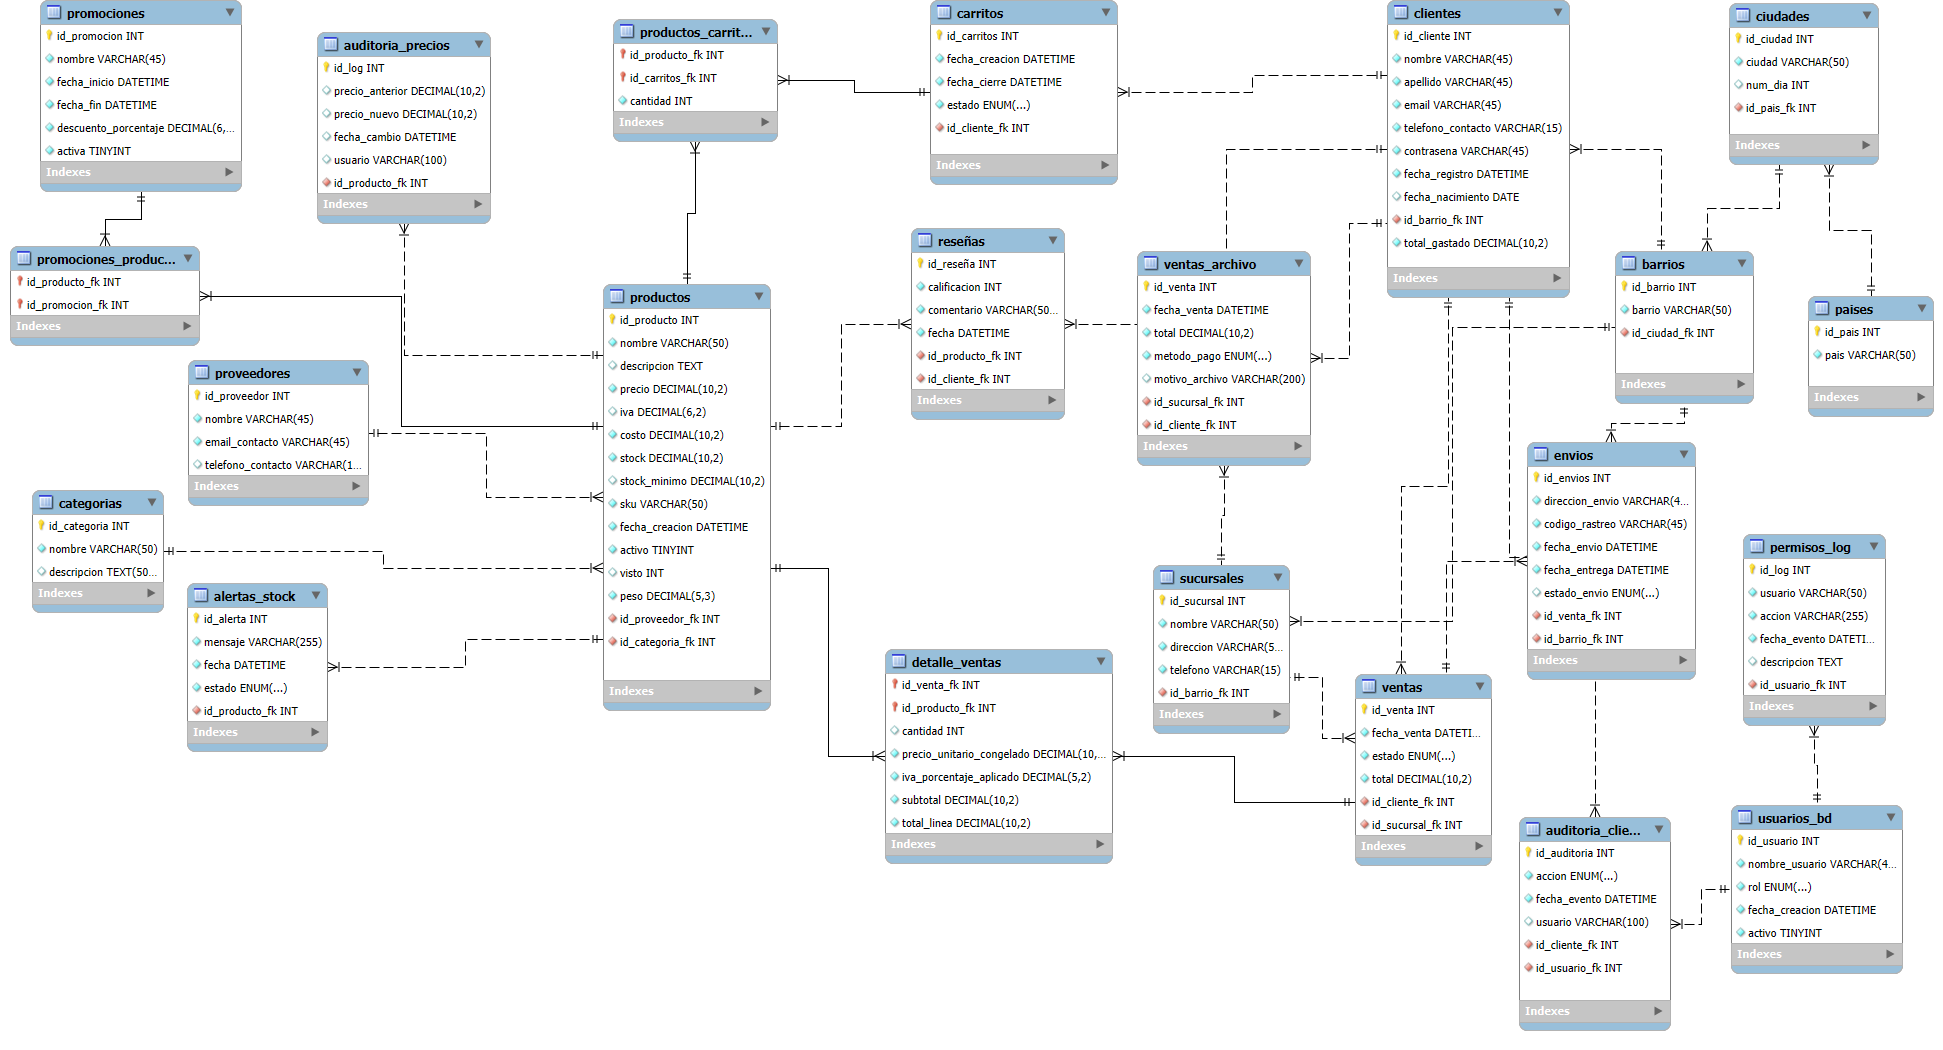 promociones
id_promocion INT
nombre VARCHAR(45)
fecha_inicio DATETIME
fecha_fin DATETIME
descuento_porcentaje DECIMAL(6,...
activa TINYINT
Indexes
auditoria_precios
id_log INT
precio_anterior DECIMAL(10,2)
precio_nuevo DECIMAL(10,2)
fecha_cambio DATETIME
usuario VARCHAR(100)
id_producto_fk INT
Indexes
productos_carrit...
id_producto_fk INT
id_carritos_fk INT
cantidad INT
Indexes
carritos
id_carritos INT
fecha_creacion DATETIME
fecha_cierre DATETIME
estado ENUM(...)
id_cliente_fk INT
Indexes
clientes
id_cliente INT
nombre VARCHAR(45)
apellido VARCHAR(45)
email VARCHAR(45)
telefono_contacto VARCHAR(15)
contrasena VARCHAR(45)
fecha_registro DATETIME
fecha_nacimiento DATE
id_barrio_fk INT
total_gastado DECIMAL(10,2)
Indexes
ciudades
id_ciudad INT
ciudad VARCHAR(50)
num_dia INT
id_pais_fk INT
Indexes
promociones_produc...
id_producto_fk INT
id_promocion_fk INT
Indexes
productos
id_producto INT
nombre VARCHAR(50)
descripcion TEXT
precio DECIMAL(10,2)
iva DECIMAL(6,2)
costo DECIMAL(10,2)
stock DECIMAL(10,2)
stock_minimo DECIMAL(10,2)
sku VARCHAR(50)
fecha_creacion DATETIME
activo TINYINT
visto INT
peso DECIMAL(5,3)
id_proveedor_fk INT
id_categoria_fk INT
Indexes
reseñas
id_reseña INT
calificacion INT
comentario VARCHAR(50...
fecha DATETIME
id_producto_fk INT
id_cliente_fk INT
Indexes
ventas_archivo
id_venta INT
fecha_venta DATETIME
total DECIMAL(10,2)
metodo_pago ENUM(...)
motivo_archivo VARCHAR(200)
id_sucursal_fk INT
id_cliente_fk INT
Indexes
barrios
id_barrio INT
barrio VARCHAR(50)
id_ciudad_fk INT
Indexes
paises
id_pais INT
pais VARCHAR(50)
Indexes
proveedores
id_proveedor INT
nombre VARCHAR(45)
email_contacto VARCHAR(45)
telefono_contacto VARCHAR(1...
Indexes
categorias
id_categoria INT
nombre VARCHAR(50)
descripcion TEXT(50...
Indexes
alertas_stock
id_alerta INT
mensaje VARCHAR(255)
fecha DATETIME
estado ENUM(...)
id_producto_fk INT
Indexes
envios
id_envios INT
direccion_envio VARCHAR(4...
codigo_rastreo VARCHAR(45)
fecha_envio DATETIME
fecha_entrega DATETIME
estado_envio ENUM(...)
id_venta_fk INT
id_barrio_fk INT
Indexes
permisos_log
id_log INT
usuario VARCHAR(50)
accion VARCHAR(255)
fecha_evento DATETI...
descripcion TEXT
id_usuario_fk INT
Indexes
sucursales
id_sucursal INT
nombre VARCHAR(50)
direccion VARCHAR(5...
telefono VARCHAR(15)
id_barrio_fk INT
Indexes
detalle_ventas
id_venta_fk INT
id_producto_fk INT
cantidad INT
precio_unitario_congelado DECIMAL(10,...
iva_porcentaje_aplicado DECIMAL(5,2)
subtotal DECIMAL(10,2)
total_linea DECIMAL(10,2)
Indexes
ventas
id_venta INT
fecha_venta DATETI...
estado ENUM(...)
total DECIMAL(10,2)
id_cliente_fk INT
id_sucursal_fk INT
Indexes
auditoria_clie...
id_auditoria INT
accion ENUM(...)
fecha_evento DATETIME
usuario VARCHAR(100)
id_cliente_fk INT
id_usuario_fk INT
Indexes
usuarios_bd
id_usuario INT
nombre_usuario VARCHAR(4...
rol ENUM(...)
fecha_creacion DATETIME
activo TINYINT
Indexes